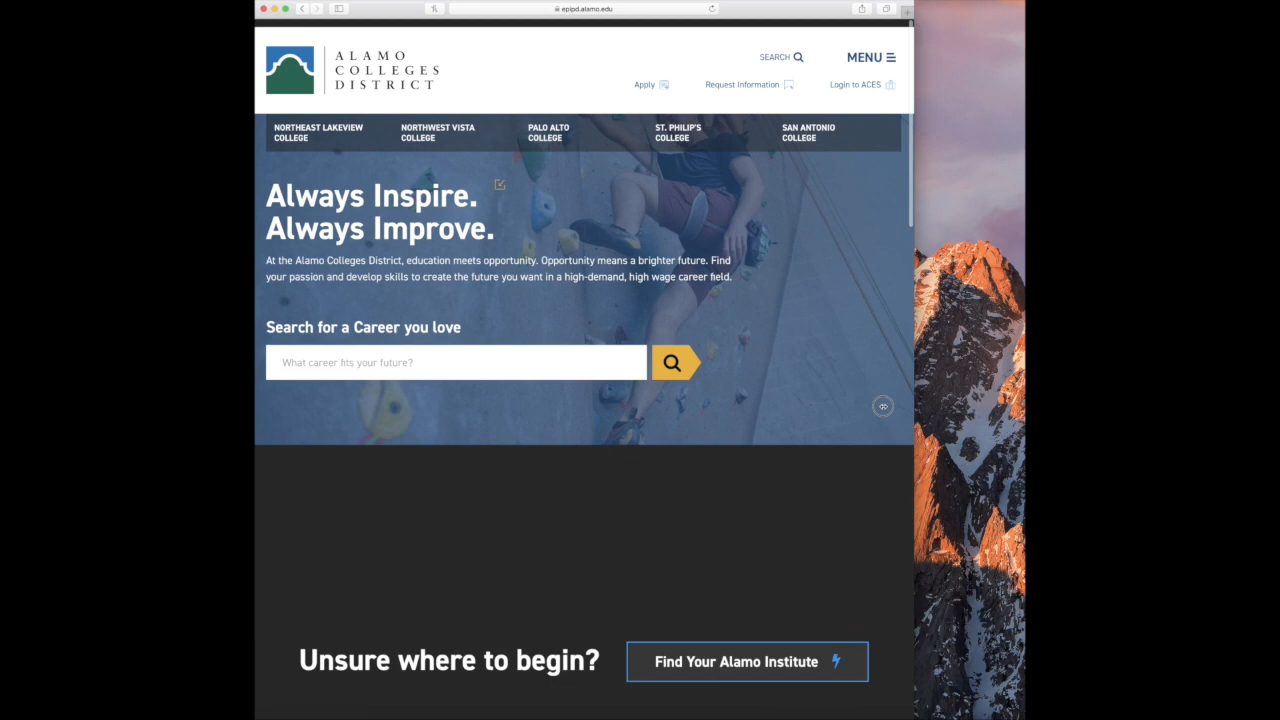 epipd.alamo.edu
ALAMO
COLLEGES
DISTRICT
SEARCH
MENU
Apply
Request Information
Login to ACES
NORTHEAST LAKEVIEW
COLLEGE
NORTHWEST VISTA
COLLEGE
PALO ALTO
COLLEGE
ST. PHILIP'S
COLLEGE
SAN ANTONIO
COLLEGE
Always Inspire.
Always Improve.
At the Alamo Colleges District, education meets opportunity. Opportunity means a brighter future. Find
your passion and develop skills to create the future you want in a high-demand, high wage career field.
Search for a Career you love
What career fits your future?
Unsure where to begin?
Find Your Alamo Institute